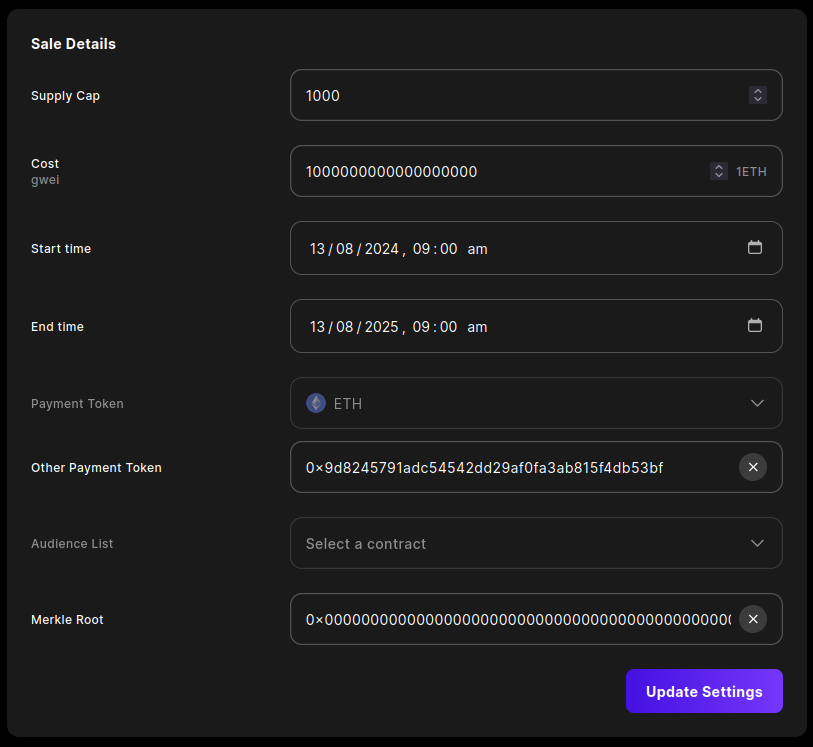 Sale Details
Supply Cap
1000
Cost
gwei
1000000000000000000
1ETH
Start time
13/08/2024, 09:00 am
End time
13/08/2025, 09:00 am
Payment Token
ETH
Other Payment Token
0x9d8245791adc54542dd29af0fa3ab815f4db53bf
Audience List
Select a contract
Merkle Root
0x00000000000000000000000000000000000000000000
Update Settings